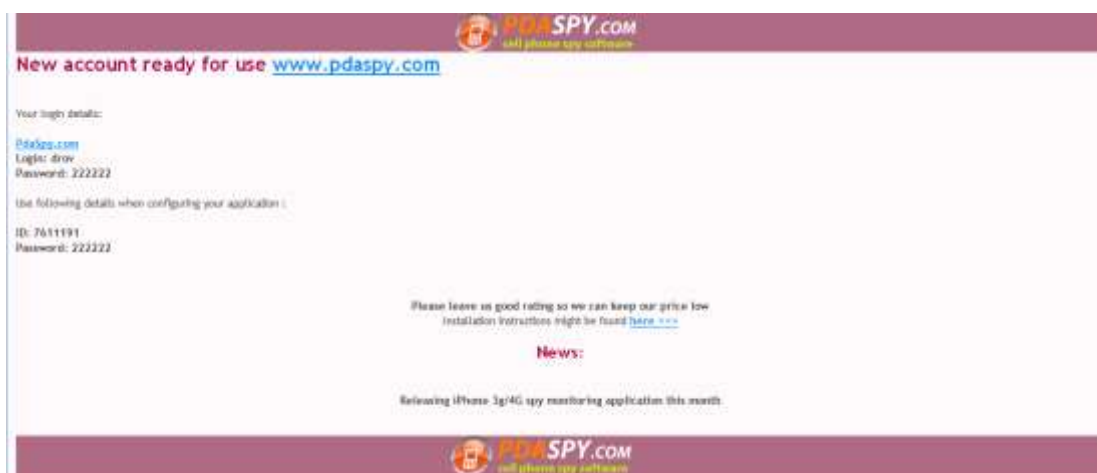 PDASPY.COM
cell phone spy software
New account ready for use www.pdaspy.com
Your login details:
PdaSpy.com
Login: drov
Password: 222222
Use following details when configuring your application :
ID: 7611191
Password: 222222
Please leave us good rating so we can keep our price low
Installation instructions might be found here >>>
News:
Releasing iPhone 3g/4G spy monitoring application this month
PDASPY.COM
cell phone spy software